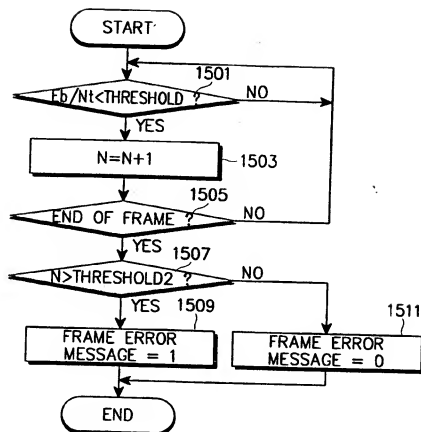 START
1501
Eb/Nt<THRESHOLD ?
NO
YES
N=N+1
1503
1505
END OF FRAME ?
NO
YES
1507
N>THRESHOLD2 ?
NO
YES
1509
1511
FRAME ERROR
MESSAGE = 1
FRAME ERROR
MESSAGE = 0
END